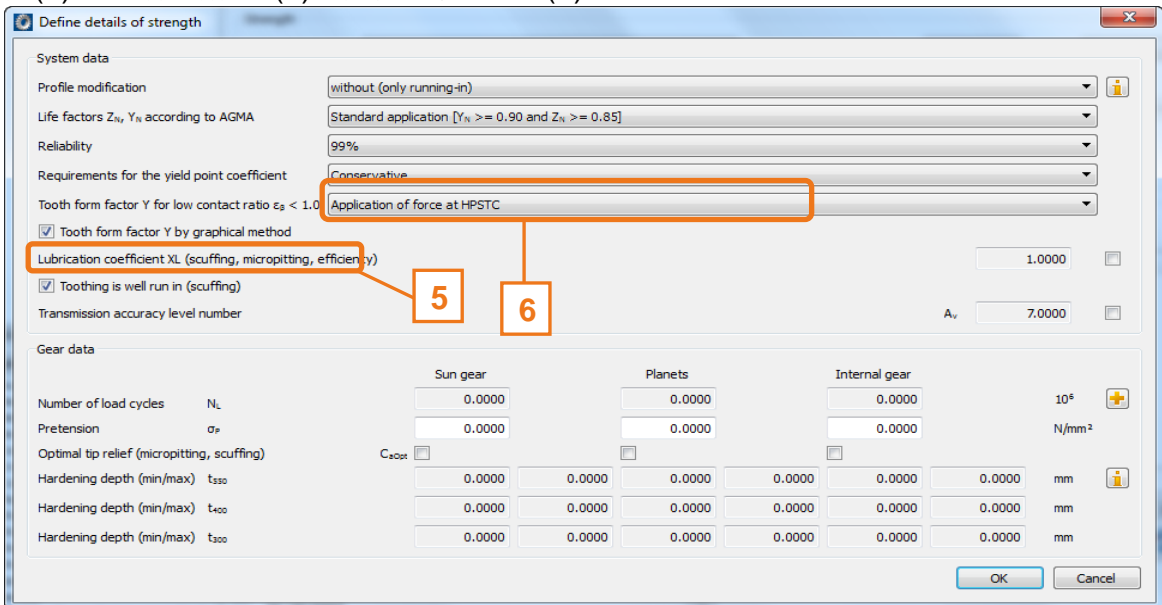 Define details of strength
System data
Profile modification without (only running-in)
Life factors Zₙ, Yₙ according to AGMA Standard application [Yₙ >= 0.90 and Zₙ >= 0.85]
Reliability 99%
Requirements for the yield point coefficient Conservative
Tooth form factor Y for low contact ratio εᵦ < 1.0 Application of force at HPSTC
Tooth form factor Y by graphical method
Lubrication coefficient XL (scuffing, micropitting, efficiency) 1.0000
Toothing is well run in (scuffing)
5 6
Transmission accuracy level number Aᵥ 7.0000
Gear data
Sun gear Planets Internal gear
Number of load cycles N_L 0.0000 0.0000 0.0000 10⁶
Pretension σ_P 0.0000 0.0000 0.0000 N/mm²
Optimal tip relief (micropitting, scuffing) CaOpt
Hardening depth (min/max) t₅₅₀ 0.0000 0.0000 0.0000 0.0000 0.0000 0.0000 mm
Hardening depth (min/max) t₄₀₀ 0.0000 0.0000 0.0000 0.0000 0.0000 0.0000 mm
Hardening depth (min/max) t₃₀₀ 0.0000 0.0000 0.0000 0.0000 0.0000 0.0000 mm
OK Cancel